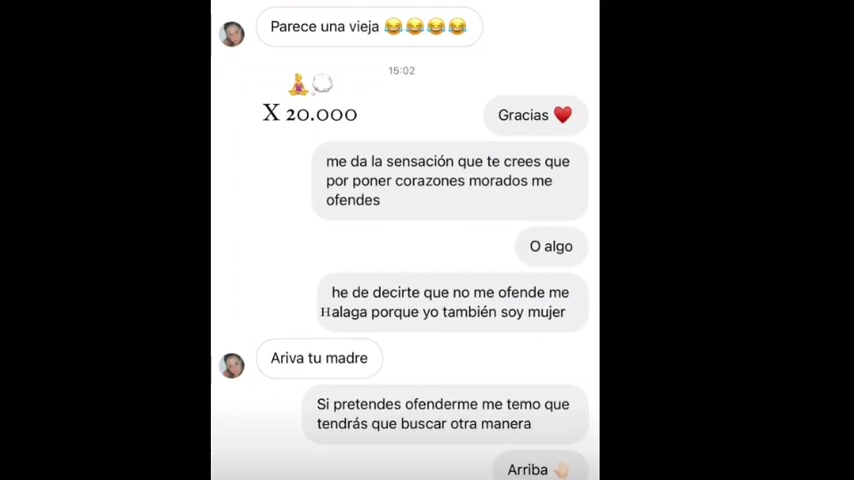 Parece una vieja 😂😂😂😂
15:02
X 20.000
Gracias ♥️
me da la sensación que te crees que
por poner corazones morados me
ofendes
O algo
he de decirte que no me ofende me
Halaga porque yo también soy mujer
Ariva tu madre
Si pretendes ofenderme me temo que
tendrás que buscar otra manera
Arriba 👋🏻